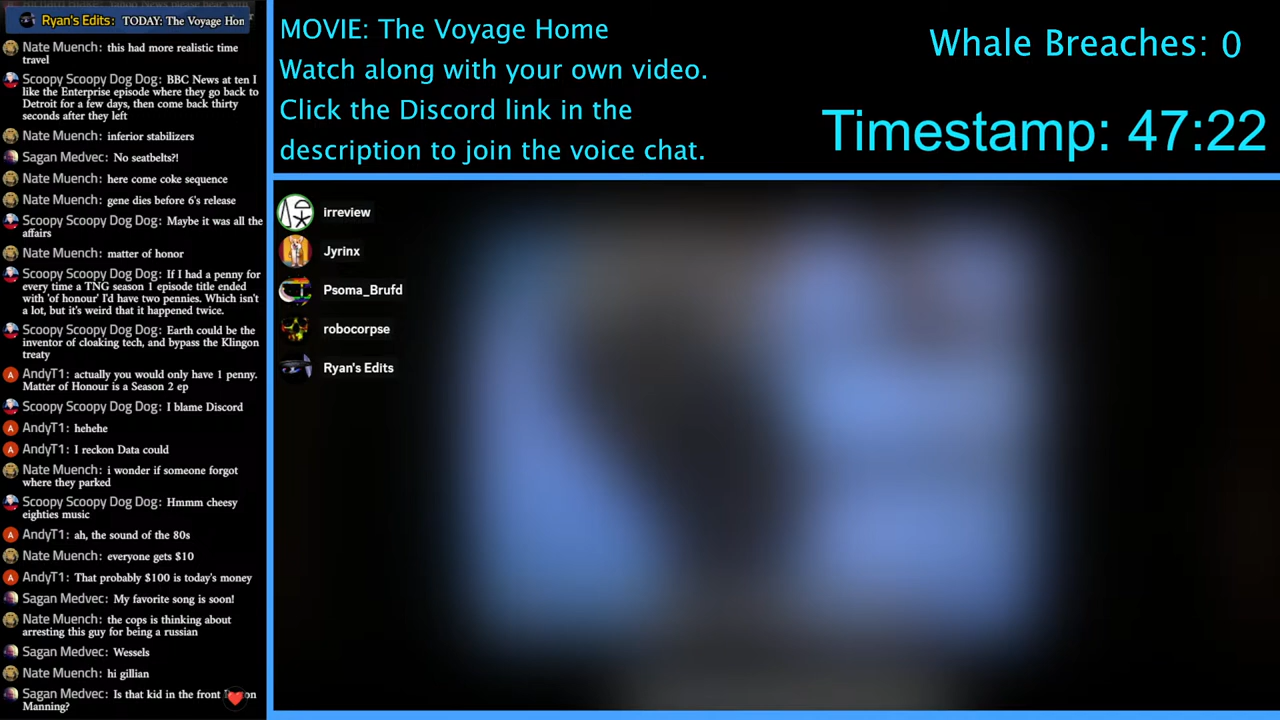 Ryan's Edits: TODAY: The Voyage Hon
Nate Muench: this had more realistic time
travel
Scoopy Scoopy Dog Dog: BBC News at ten I
like the Enterprise episode where they go back to
Detroit for a few days, then come back thirty
seconds after they left
Nate Muench: inferior stabilizers
Sagan Medvec: No seatbelts?!
Nate Muench: here come coke sequence
Nate Muench: gene dies before 6's release
Scoopy Scoopy Dog Dog: Maybe it was all the
affairs
Nate Muench: matter of honor
Scoopy Scoopy Dog Dog: If I had a penny for
every time a TNG season 1 episode title ended
with 'of honour' I'd have two pennies. Which isn't
a lot, but it's weird that it happened twice.
Scoopy Scoopy Dog Dog: Earth could be the
inventor of cloaking tech, and bypass the Klingon
treaty
A AndyT1: actually you would only have 1 penny.
Matter of Honour is a Season 2 ep
Scoopy Scoopy Dog Dog: I blame Discord
A AndyT1: hehehe
A AndyT1: I reckon Data could
Nate Muench: i wonder if someone forgot
where they parked
Scoopy Scoopy Dog Dog: Hmmm cheesy
eighties music
A AndyT1: ah, the sound of the 80s
Nate Muench: everyone gets $10
A AndyT1: That probably $100 is today's money
Sagan Medvec: My favorite song is soon!
Nate Muench: the cops is thinking about
arresting this guy for being a russian
Sagan Medvec: Wessels
Nate Muench: hi gillian
Sagan Medvec: Is that kid in the front
Manning?
MOVIE: The Voyage Home
Watch along with your own video.
Click the Discord link in the
description to join the voice chat.
Whale Breaches: 0
Timestamp: 47:22
irreview
Jyrinx
Psoma_Brufd
robocorpse
Ryan's Edits